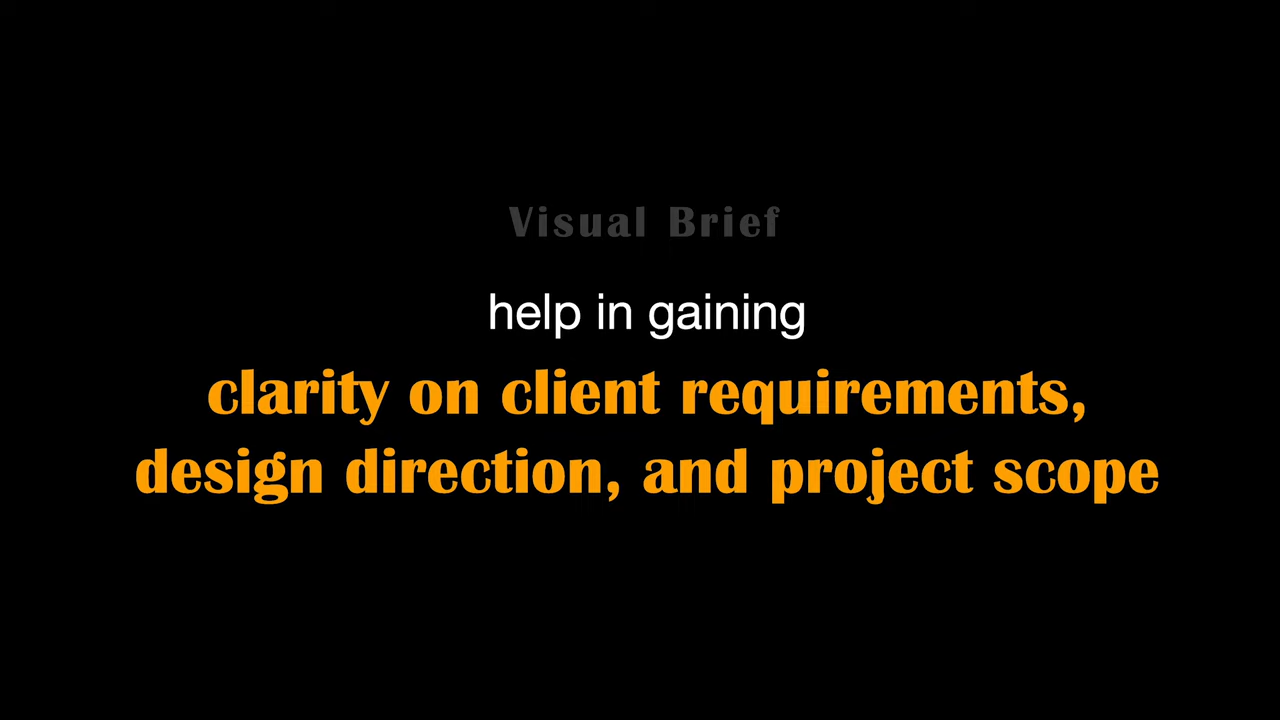 Visual Brief
help in gaining
clarity on client requirements,
design direction, and project scope